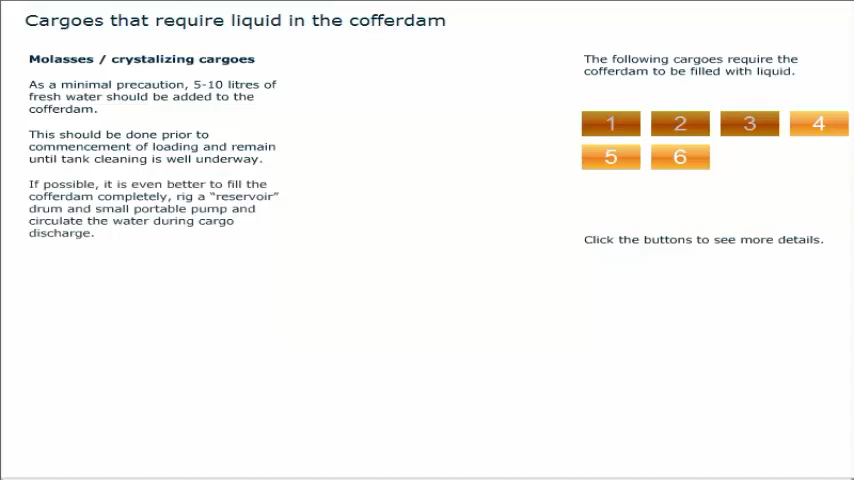 Cargoes that require liquid in the cofferdam
Molasses / crystalizing cargoes
As a minimal precaution, 5-10 litres of
fresh water should be added to the
cofferdam.
This should be done prior to
commencement of loading and remain
until tank cleaning is well underway.
If possible, it is even better to fill the
cofferdam completely, rig a “reservoir”
drum and small portable pump and
circulate the water during cargo
discharge.
The following cargoes require the
cofferdam to be filled with liquid.
1 2 3 4
5 6
Click the buttons to see more details.